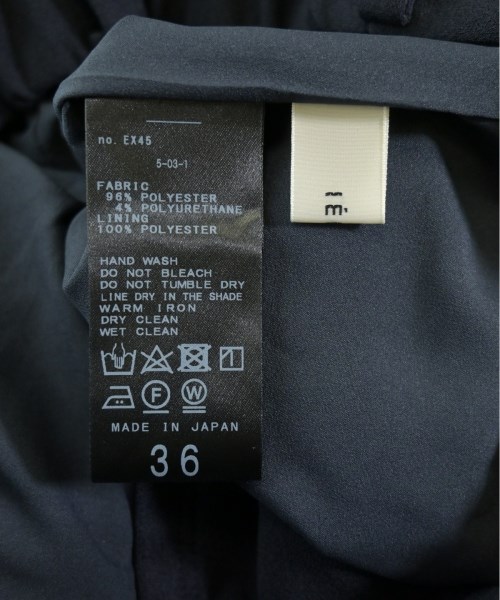 no. EX45
5-03-1
FABRIC
96% POLYESTER
4% POLYURETHANE
LINING
100% POLYESTER
HAND WASH
DO NOT BLEACH
DO NOT TUMBLE DRY
LINE DRY IN THE SHADE
WARM IRON
DRY CLEAN
WET CLEAN
F W
MADE IN JAPAN
36